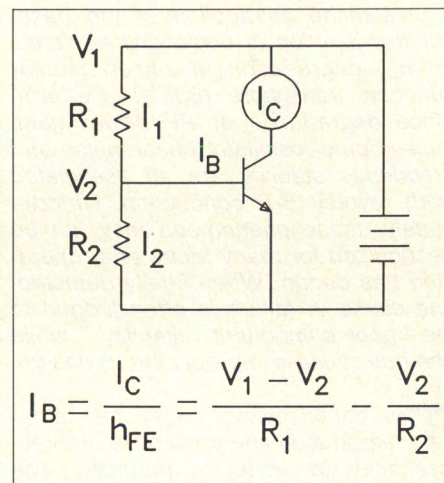 V1
R1 I1
IC
IB
V2
R2 I2
IB = IC / hFE = (V1 − V2) / R1 − V2 / R2